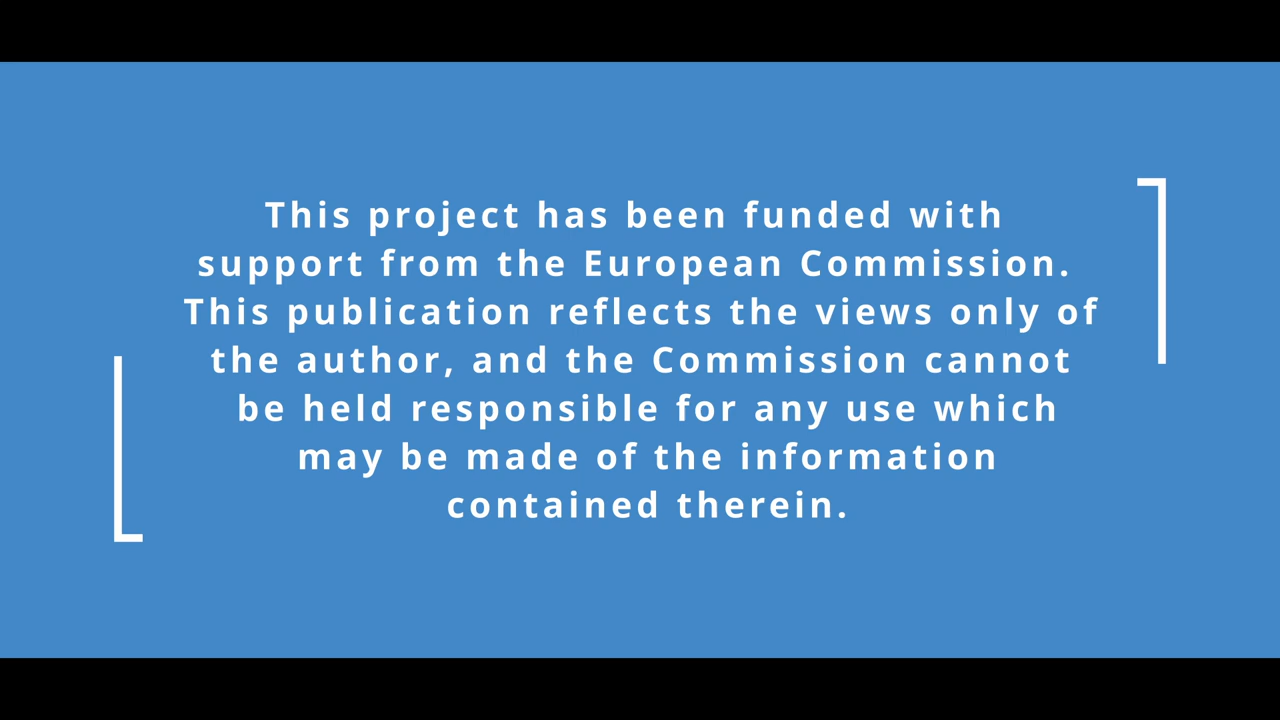 This project has been funded with
support from the European Commission.
This publication reflects the views only of
the author, and the Commission cannot
be held responsible for any use which
may be made of the information
contained therein.